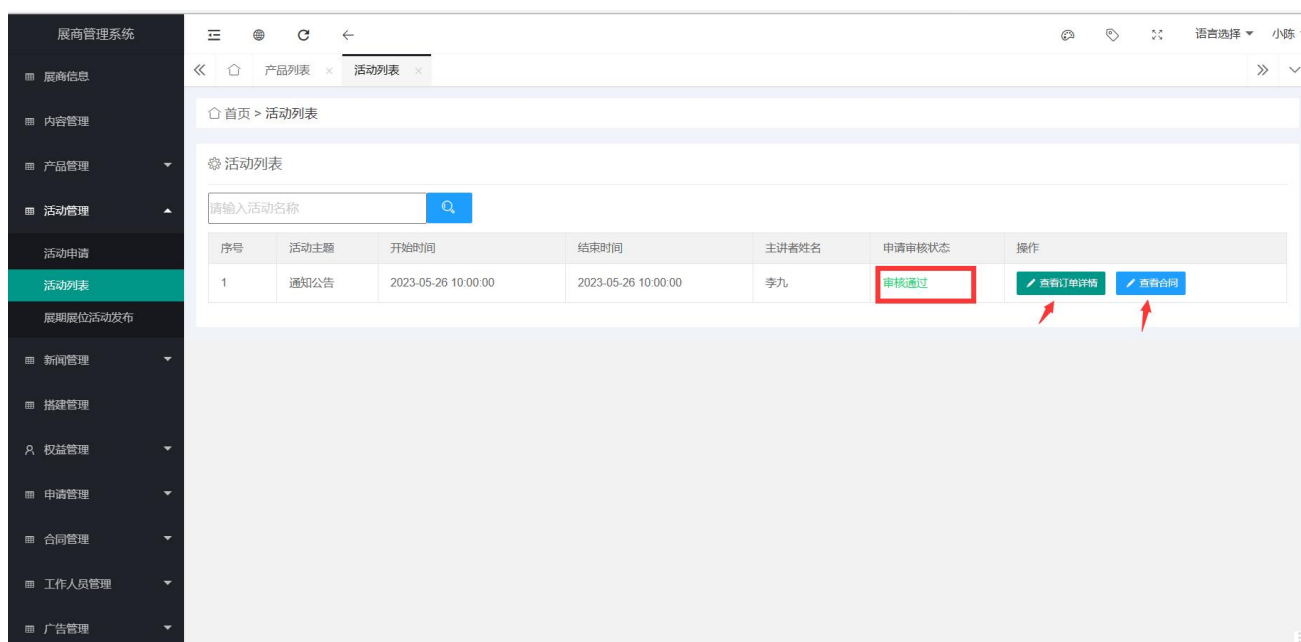 展商管理系统
语言选择
小陈
展商信息
产品列表
活动列表
首页 > 活动列表
内容管理
产品管理
活动列表
活动管理
请输入活动名称
序号 活动主题 开始时间 结束时间 主讲者姓名 申请审核状态 操作
1 通知公告 2023-05-26 10:00:00 2023-05-26 10:00:00 李九 审核通过 查看订单详情 查看合同
活动申请
活动列表
展期展位活动发布
新闻管理
搭建管理
权益管理
申请管理
合同管理
工作人员管理
广告管理